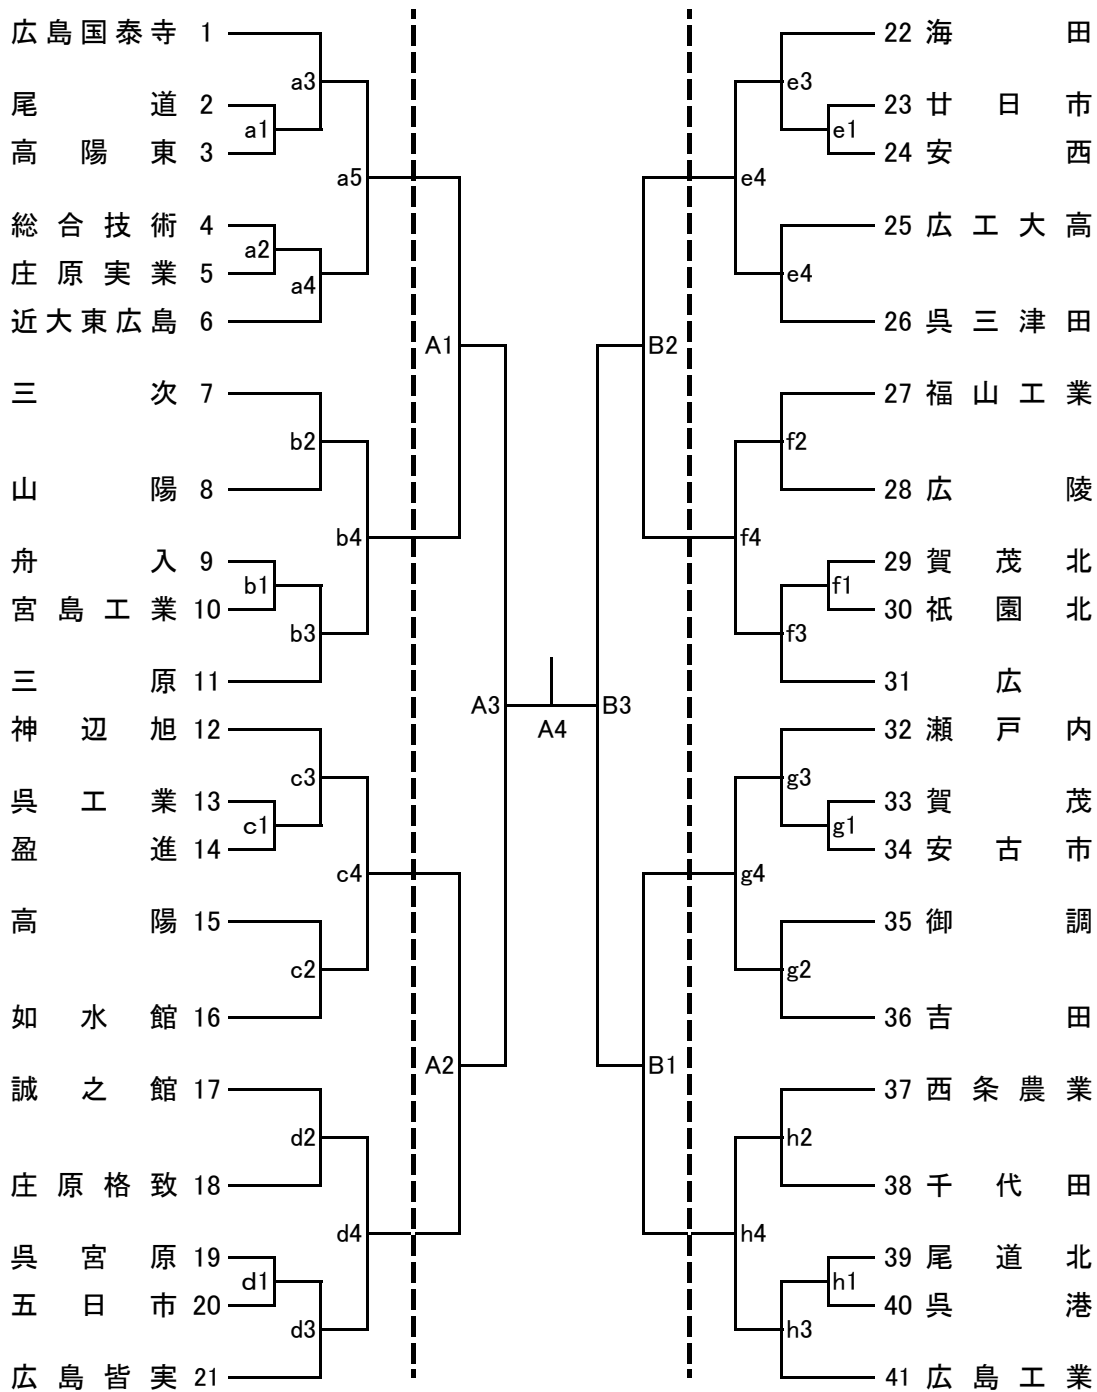 広島国泰寺 1
a3
尾道 2
a1
高陽東 3
a5
総合技術 4
a2
庄原実業 5
a4
近大東広島 6
A1
三次 7
b2
山陽 8
b4
舟入 9
b1
宮島工業 10
b3
三原 11
A3
神辺旭 12
c3
呉工業 13
c1
盈進 14
c4
高陽 15
c2
如水館 16
A2
誠之館 17
d2
庄原格致 18
d4
呉宮原 19
d1
五日市 20
d3
広島皆実 21
A4
22 海田
e3
23 廿日市
e1
24 安西
e4
25 広工大高
e4
26 呉三津田
B2
27 福山工業
f2
28 広陵
f4
29 賀茂北
f1
30 祇園北
f3
31 広
B3
32 瀬戸内
g3
33 賀茂
g1
34 安古市
g4
35 御調
g2
36 吉田
B1
37 西条農業
h2
38 千代田
h4
39 尾道北
h1
40 呉港
h3
41 広島工業